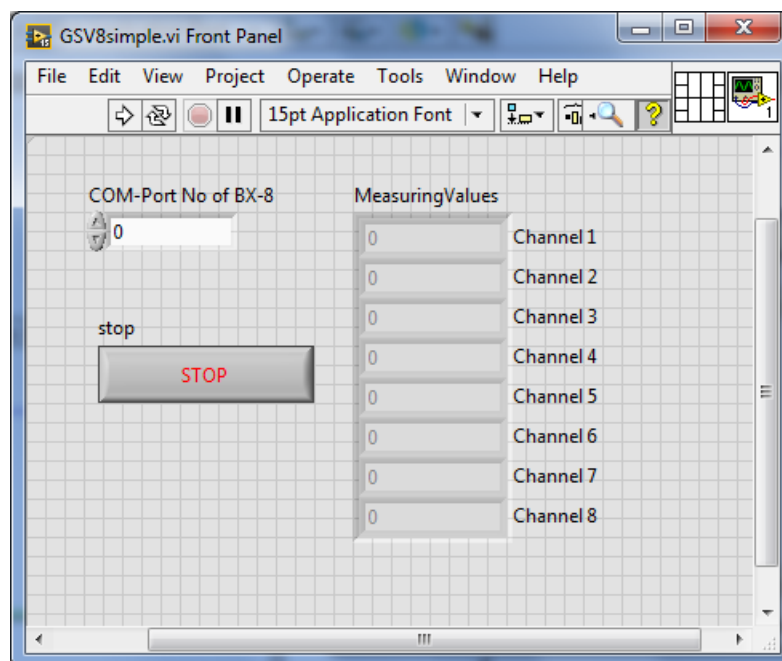 GSV8simple.vi Front Panel
File Edit View Project Operate Tools Window Help
15pt Application Font
1
COM-Port No of BX-8
0
stop
STOP
MeasuringValues
0 Channel 1
0 Channel 2
0 Channel 3
0 Channel 4
0 Channel 5
0 Channel 6
0 Channel 7
0 Channel 8